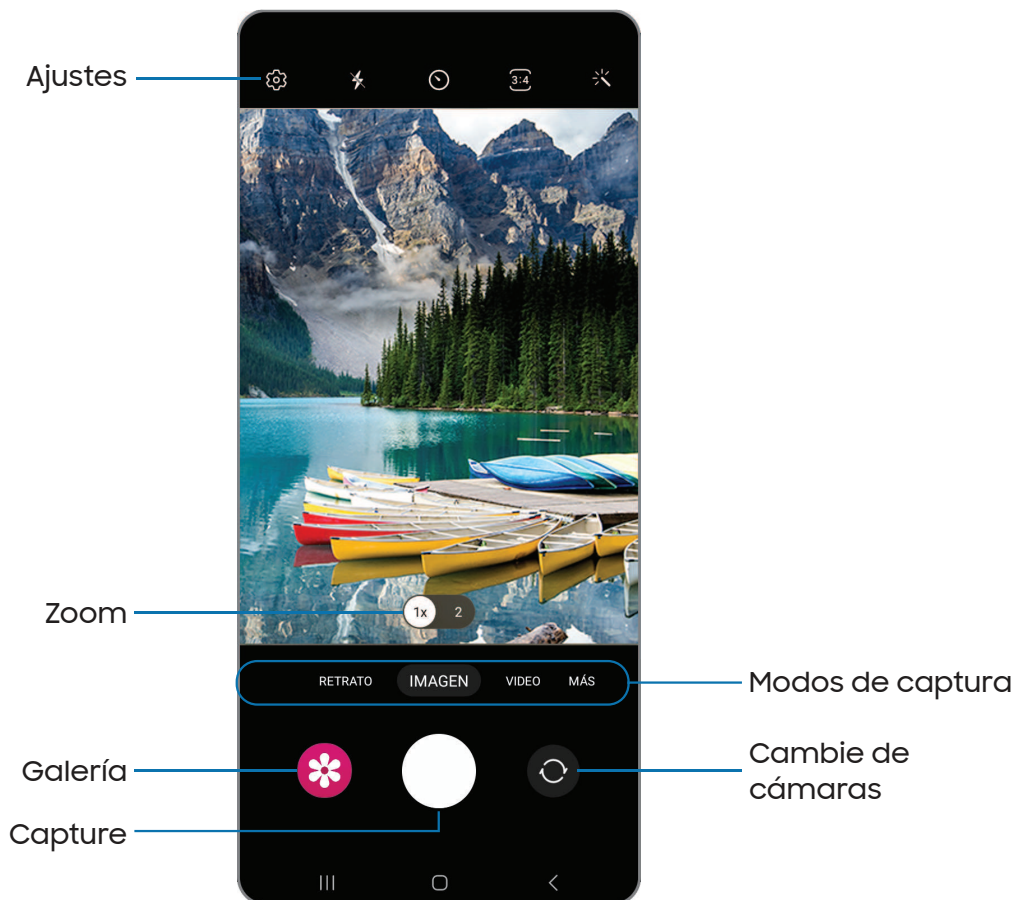 Ajustes
3:4
Zoom
1x 2
RETRATO IMAGEN VIDEO MÁS
Modos de captura
Galería
Cambie de
cámaras
Capture